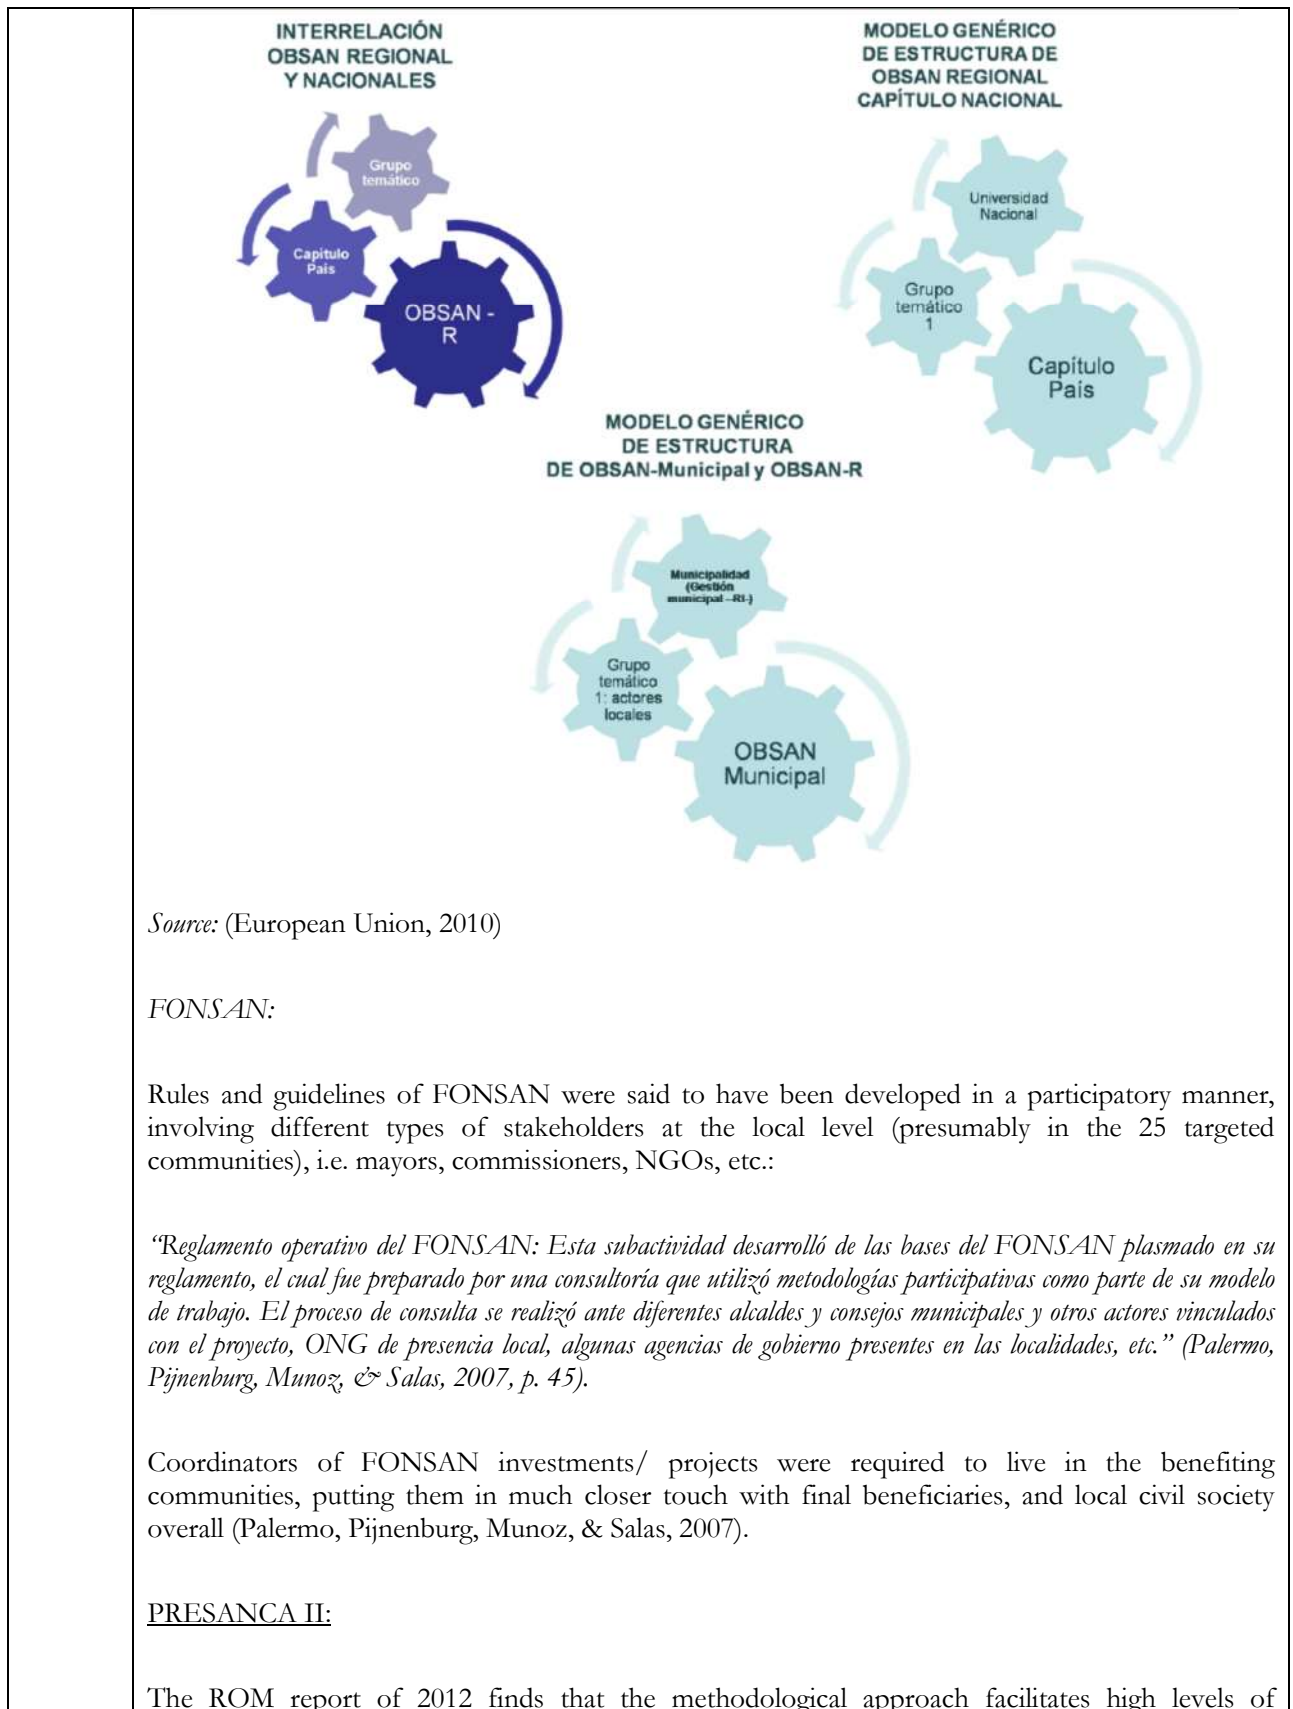 INTERRELACIÓN
OBSAN REGIONAL
Y NACIONALES
Grupo
temático
Capitulo
País
OBSAN -
R
MODELO GENÉRICO
DE ESTRUCTURA DE
OBSAN REGIONAL
CAPÍTULO NACIONAL
Universidad
Nacional
Grupo
temático
1
Capítulo
País
MODELO GENÉRICO
DE ESTRUCTURA
DE OBSAN-Municipal y OBSAN-R
Municipalidad
(Gestión
municipal -RI-)
Grupo
temático
1: actores
locales
OBSAN
Municipal
Source: (European Union, 2010)
FONSAN:
Rules and guidelines of FONSAN were said to have been developed in a participatory manner,
involving different types of stakeholders at the local level (presumably in the 25 targeted
communities), i.e. mayors, commissioners, NGOs, etc.:
“Reglamento operativo del FONSAN: Esta subactividad desarrolló de las bases del FONSAN plasmado en su
reglamento, el cual fue preparado por una consultoría que utilizó metodologías participativas como parte de su modelo
de trabajo. El proceso de consulta se realizó ante diferentes alcaldes y consejos municipales y otros actores vinculados
con el proyecto, ONG de presencia local, algunas agencias de gobierno presentes en las localidades, etc.” (Palermo,
Pijnenburg, Munoz, & Salas, 2007, p. 45).
Coordinators of FONSAN investments/ projects were required to live in the benefiting
communities, putting them in much closer touch with final beneficiaries, and local civil society
overall (Palermo, Pijnenburg, Munoz, & Salas, 2007).
PRESANCA II:
The ROM report of 2012 finds that the methodological approach facilitates high levels of